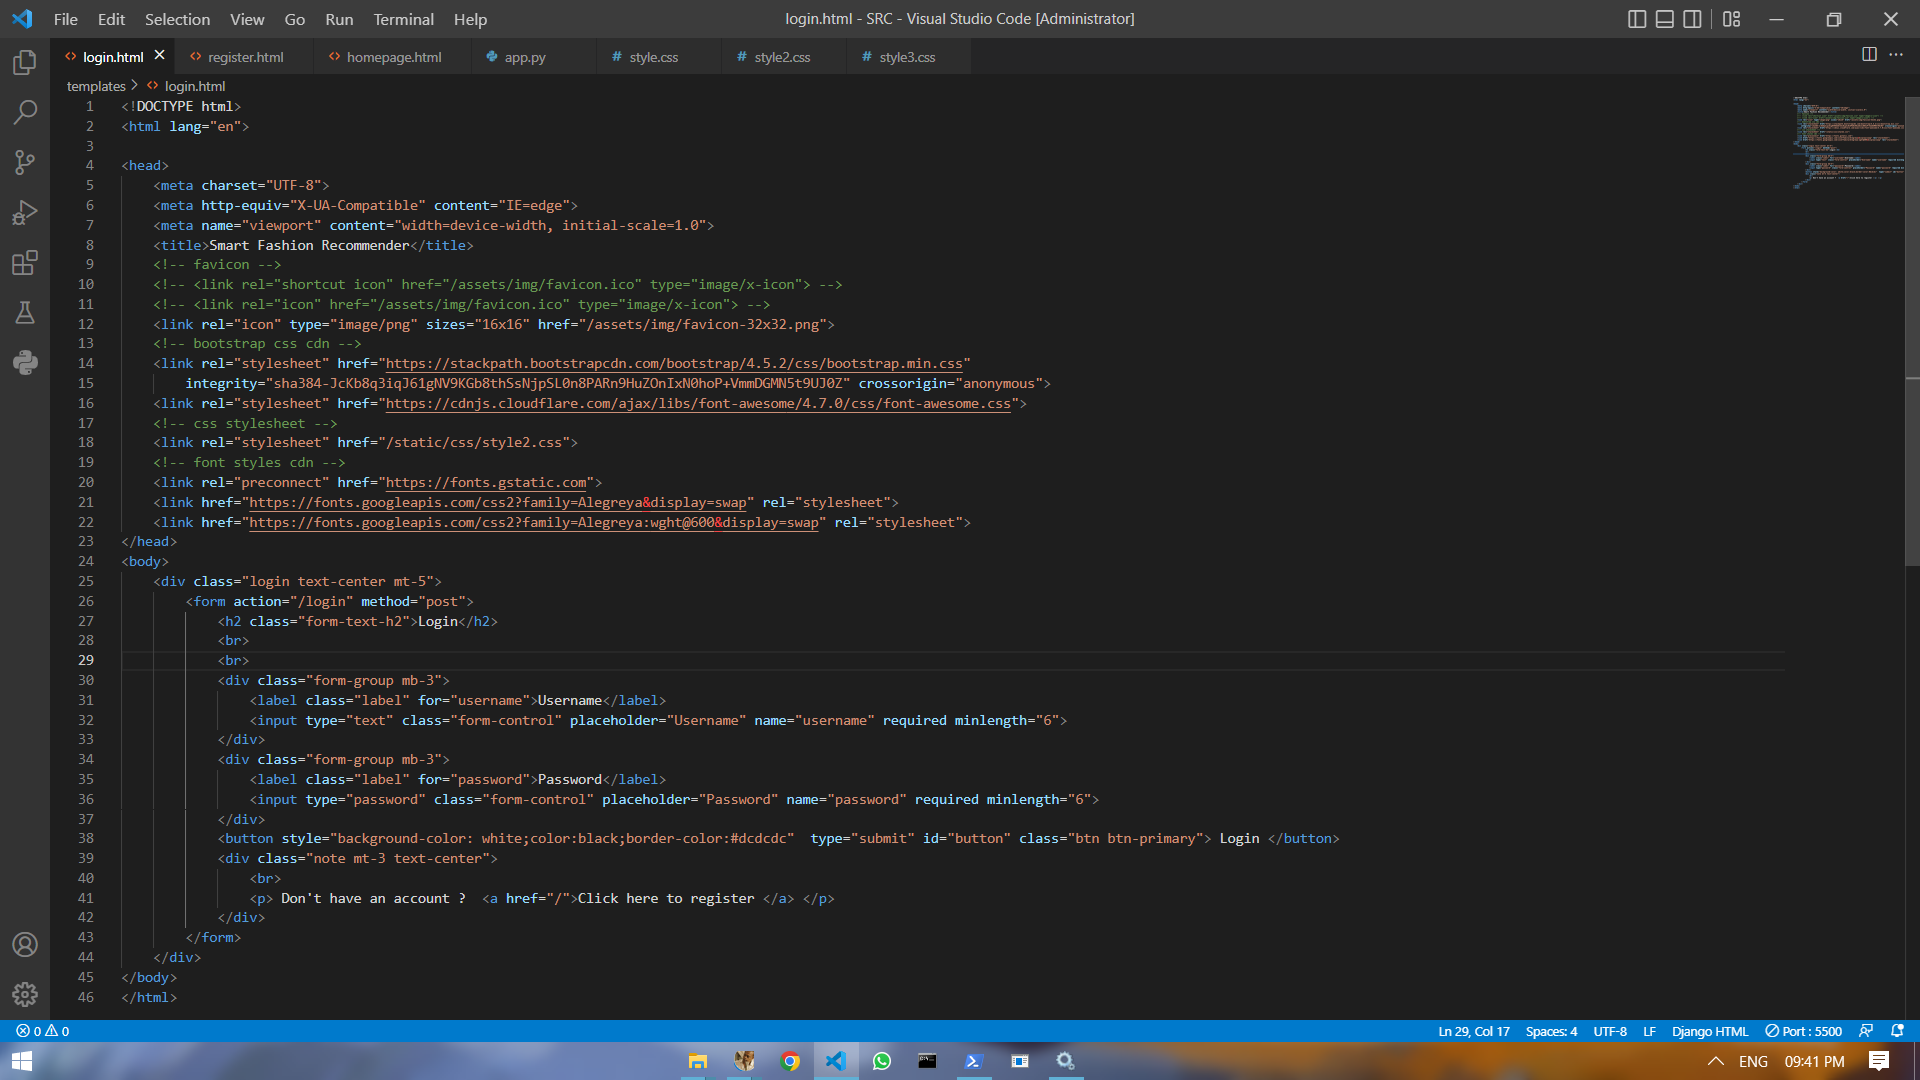 File Edit Selection View Go Run Terminal Help login.html - SRC - Visual Studio Code [Administrator]
login.html register.html homepage.html app.py # style.css # style2.css # style3.css
templates > login.html
1 <!DOCTYPE html>
2 <html lang="en">
3
4 <head>
5 <meta charset="UTF-8">
6 <meta http-equiv="X-UA-Compatible" content="IE=edge">
7 <meta name="viewport" content="width=device-width, initial-scale=1.0">
8 <title>Smart Fashion Recommender</title>
9 <!-- favicon -->
10 <!-- <link rel="shortcut icon" href="/assets/img/favicon.ico" type="image/x-icon"> -->
11 <!-- <link rel="icon" href="/assets/img/favicon.ico" type="image/x-icon"> -->
12 <link rel="icon" type="image/png" sizes="16x16" href="/assets/img/favicon-32x32.png">
13 <!-- bootstrap css cdn -->
14 <link rel="stylesheet" href="https://stackpath.bootstrapcdn.com/bootstrap/4.5.2/css/bootstrap.min.css"
15 integrity="sha384-JcKb8q3iqJ61gNV9KGb8thSsNjpSL0n8PARn9HuZOnIxN0hoP+VmmDGMN5t9UJ0Z" crossorigin="anonymous">
16 <link rel="stylesheet" href="https://cdnjs.cloudflare.com/ajax/libs/font-awesome/4.7.0/css/font-awesome.css">
17 <!-- css stylesheet -->
18 <link rel="stylesheet" href="/static/css/style2.css">
19 <!-- font styles cdn -->
20 <link rel="preconnect" href="https://fonts.gstatic.com">
21 <link href="https://fonts.googleapis.com/css2?family=Alegreya&display=swap" rel="stylesheet">
22 <link href="https://fonts.googleapis.com/css2?family=Alegreya:wght@600&display=swap" rel="stylesheet">
23 </head>
24 <body>
25 <div class="login text-center mt-5">
26 <form action="/login" method="post">
27 <h2 class="form-text-h2">Login</h2>
28 <br>
29 <br>
30 <div class="form-group mb-3">
31 <label class="label" for="username">Username</label>
32 <input type="text" class="form-control" placeholder="Username" name="username" required minlength="6">
33 </div>
34 <div class="form-group mb-3">
35 <label class="label" for="password">Password</label>
36 <input type="password" class="form-control" placeholder="Password" name="password" required minlength="6">
37 </div>
38 <button style="background-color: white;color:black;border-color:#dcdcdc"  type="submit" id="button" class="btn btn-primary"> Login </button>
39 <div class="note mt-3 text-center">
40 <br>
41 <p> Don't have an account ?  <a href="/">Click here to register </a> </p>
42 </div>
43 </form>
44 </div>
45 </body>
46 </html>
0 0 Ln 29, Col 17 Spaces: 4 UTF-8 LF Django HTML Port : 5500
ENG 09:41 PM